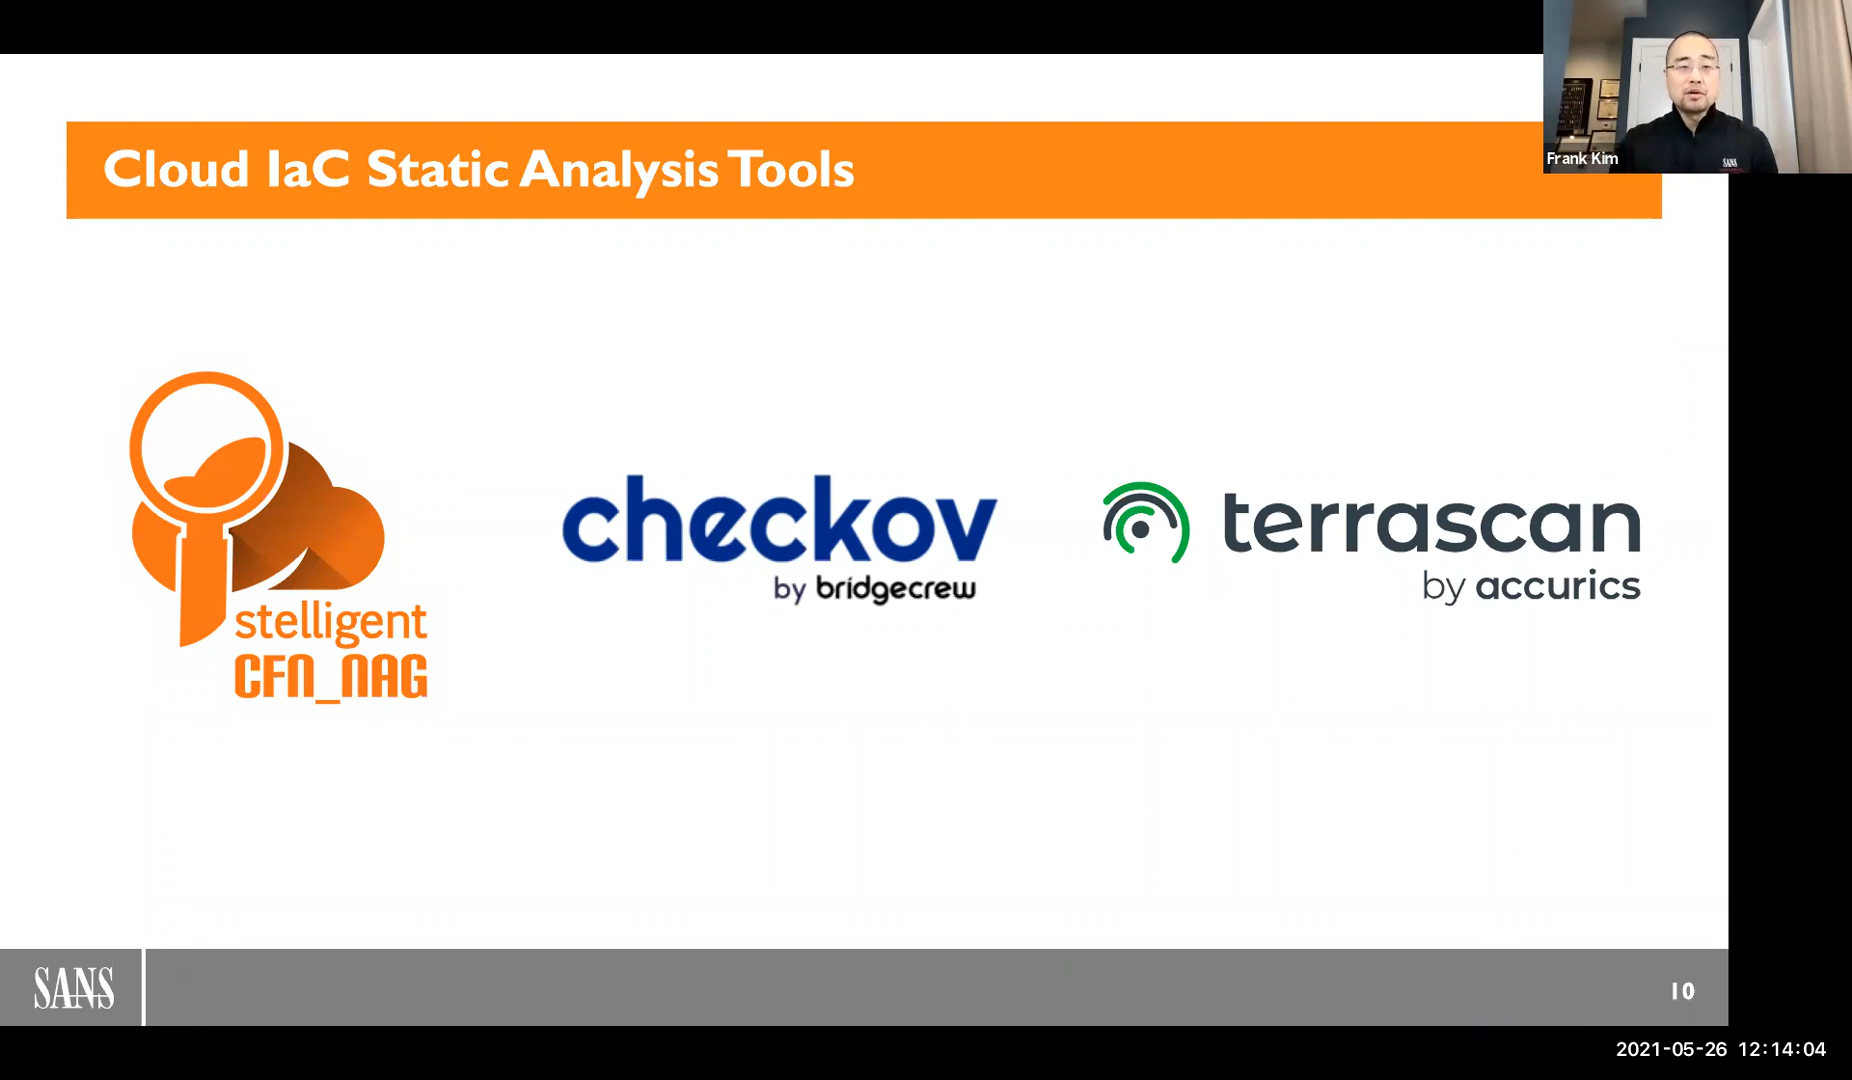 Cloud IaC Static Analysis Tools
Frank Kim
SANS
stelligent
CFN_NAG
checkov
by bridgecrew
terrascan
by accurics
SANS
10
2021-05-26 12:14:04